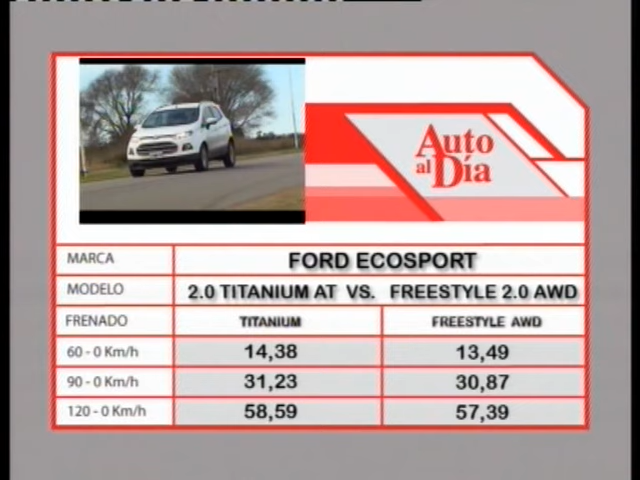 Auto
al Día
MARCA FORD ECOSPORT
MODELO 2.0 TITANIUM AT VS. FREESTYLE 2.0 AWD
FRENADO TITANIUM FREESTYLE AWD
60 - 0 Km/h 14,38 13,49
90 - 0 Km/h 31,23 30,87
120 - 0 Km/h 58,59 57,39